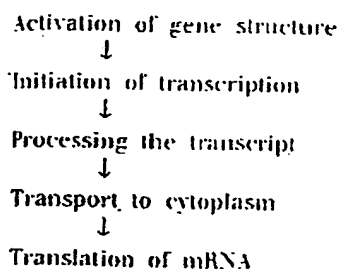 Activation of gene structure
↓
Initiation of transcription
↓
Processing the transcript
↓
Transport to cytoplasm
↓
Translation of mRNA